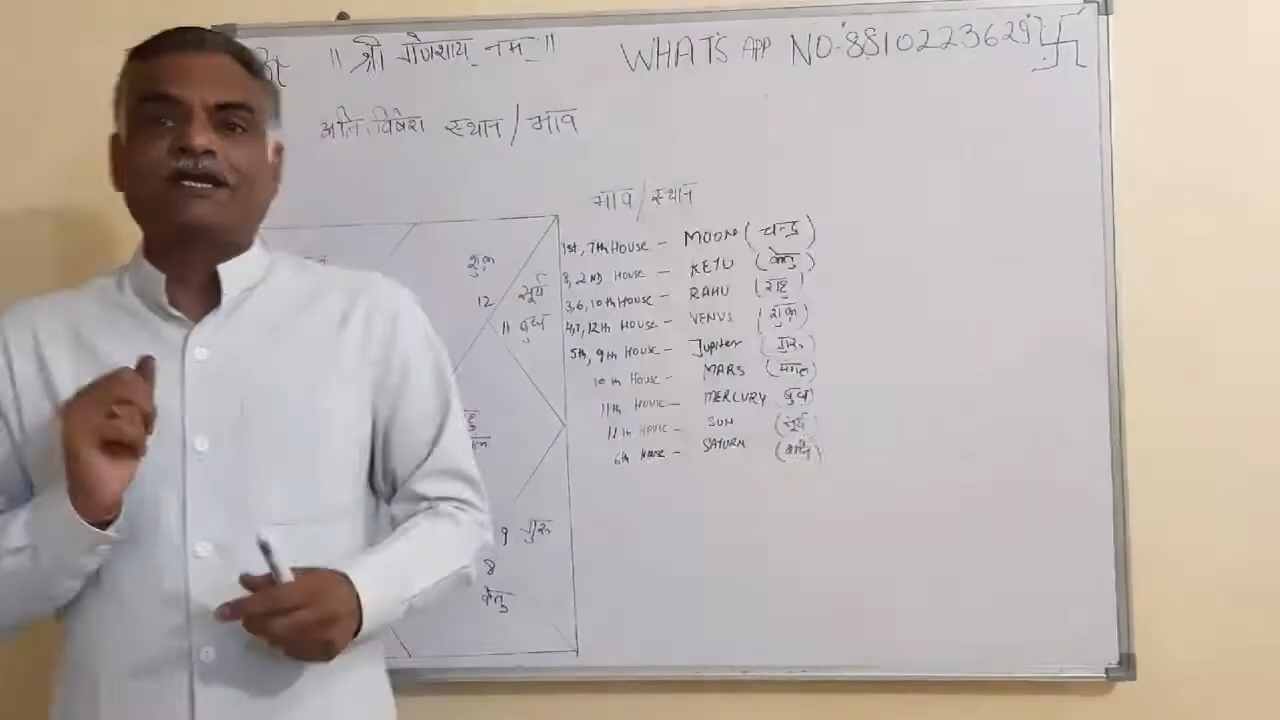 || श्री गणेशाय नमः ||
WHAT'S APP NO-8810223629
अति विषेश स्थान / भाव
भाव / स्थान
1st, 7th House - MOON (चन्द्र)
8, 2ND House - KETU (केतु)
3,6,10th House - RAHU (राहु)
4,7,12th House - VENUS (शुक्र)
5th, 9th House - Jupiter (गुरु)
10th House - MARS (मंगल)
11th House - MERCURY बुध)
11th House - SUN (सूर्य)
6th House - SATURN (शनि)
शुक्र
12
सूर्य
11 बुध
9 गुरु
8
केतु